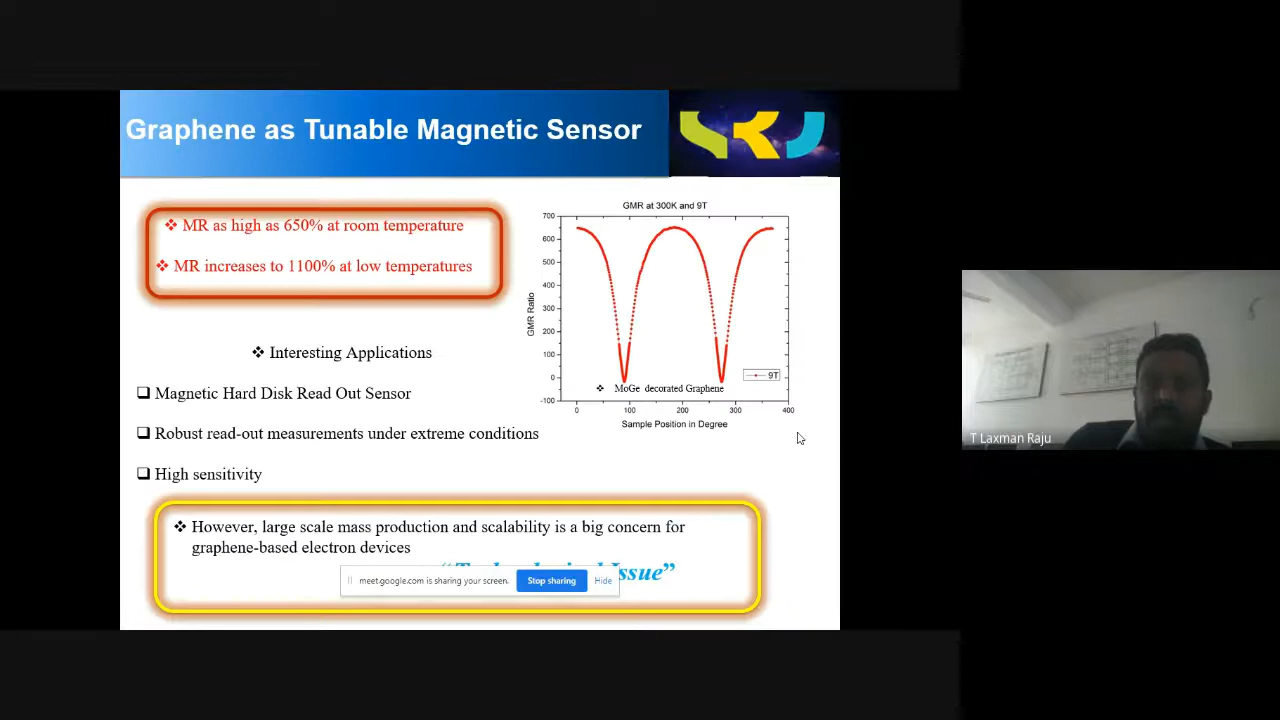 Graphene as Tunable Magnetic Sensor
SRJ
❖ MR as high as 650% at room temperature
❖ MR increases to 1100% at low temperatures
❖ Interesting Applications
❑ Magnetic Hard Disk Read Out Sensor
❑ Robust read-out measurements under extreme conditions
❑ High sensitivity
GMR at 300K and 9T
700
600
500
400
300
200
100
0
-100
GMR Ratio
9T
❖ MoGe decorated Graphene
0 100 200 300 400
Sample Position in Degree
❖ However, large scale mass production and scalability is a big concern for
graphene-based electron devices
Issue”
meet.google.com is sharing your screen. Stop sharing Hide
T Laxman Raju